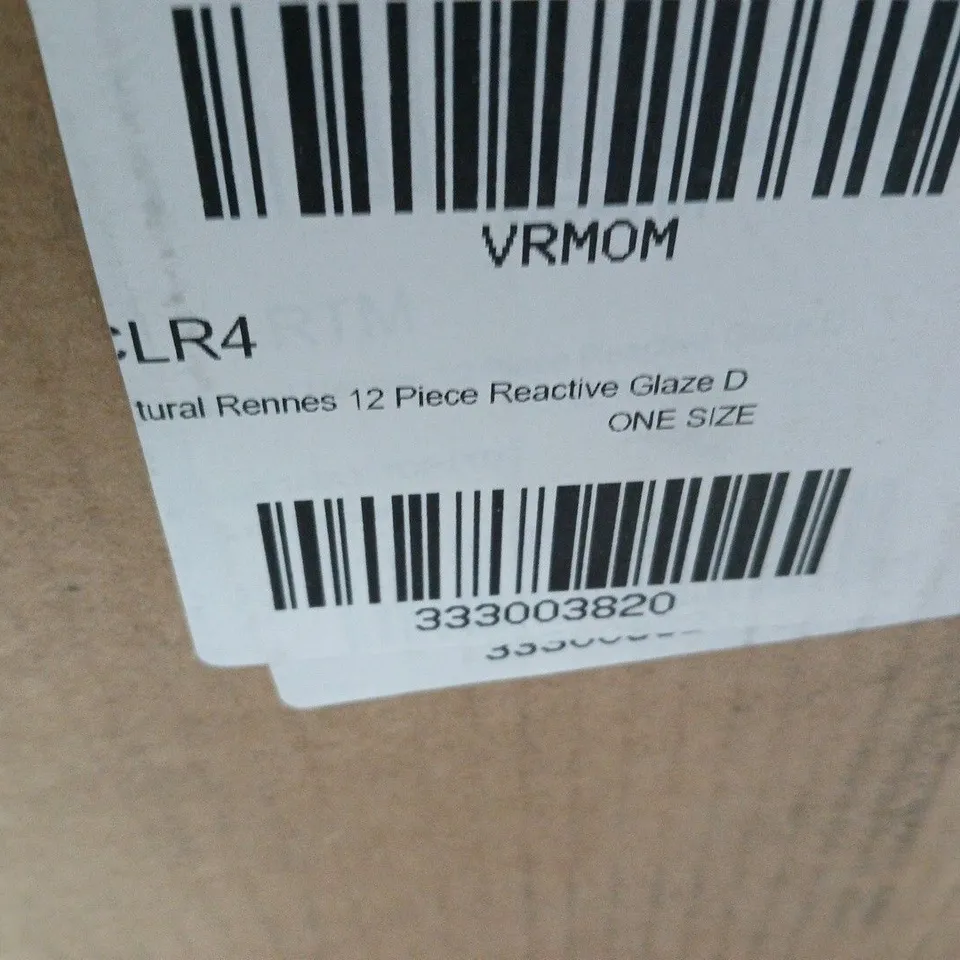 VRMOM
CLR4
tural Rennes 12 Piece Reactive Glaze D
ONE SIZE
333003820